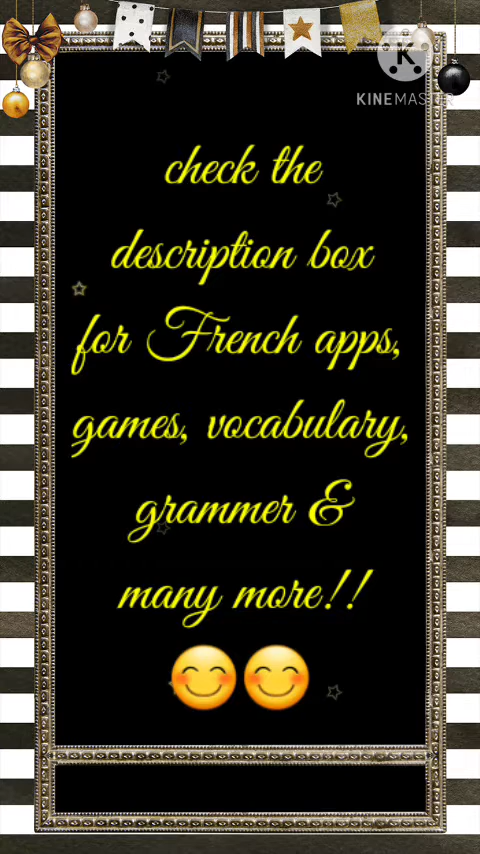 KINEMASTER
check the
description box
for French apps,
games, vocabulary,
grammer &
many more!!